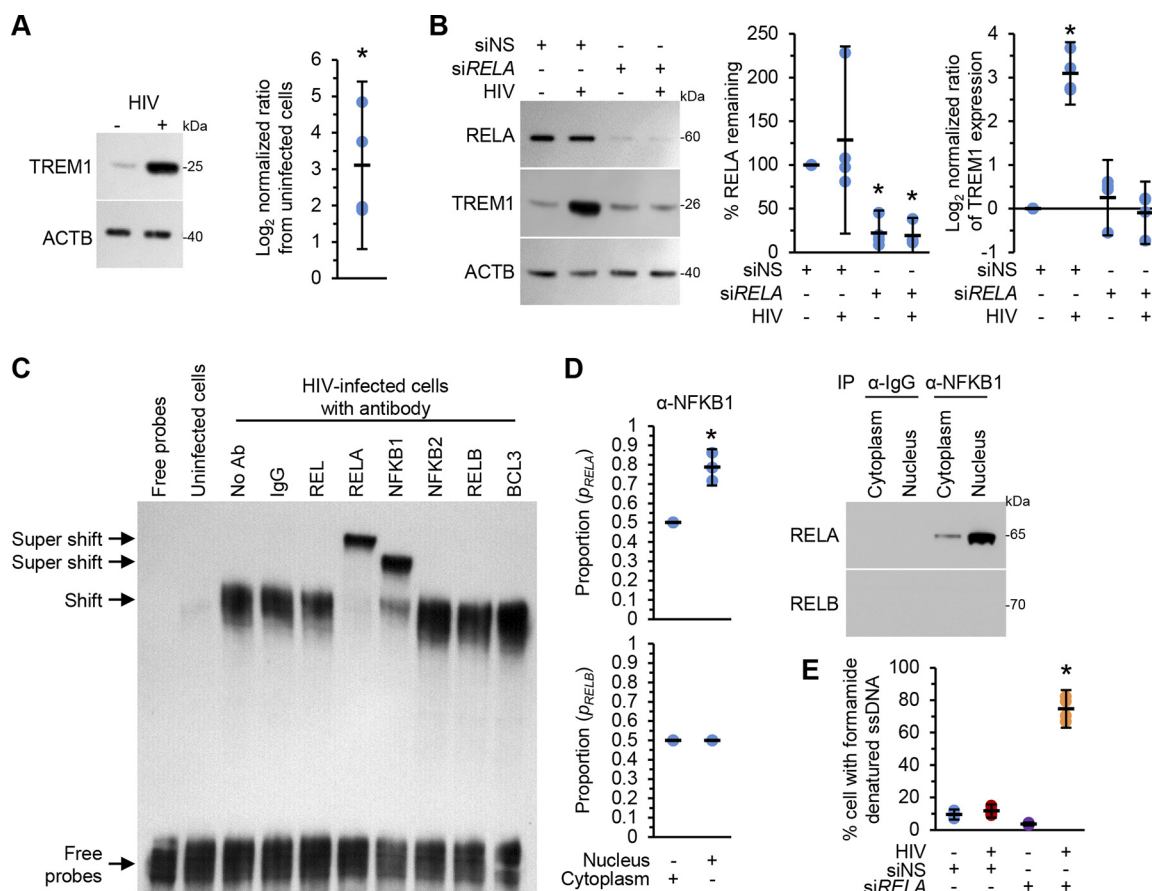 A
HIV
- + kDa
TREM1
-25
ACTB
-40
Log2 normalized ratio
from uninfected cells
6
5
4
3
2
1
0
*
B
siNS + + - -
siRELA - - + +
HIV - + - +
kDa
RELA
-60
TREM1
-26
ACTB
-40
% RELA remaining
250
200
150
100
50
0
* *
siNS + + - -
siRELA - - + +
HIV - + - +
Log2 normalized ratio
of TREM1 expression
4
3
2
1
0
-1
*
siNS + + - -
siRELA - - + +
HIV - + - +
C
HIV-infected cells
with antibody
Free probes
Uninfected cells
No Ab
IgG
REL
RELA
NFKB1
NFKB2
RELB
BCL3
Super shift
Super shift
Shift
Free
probes
D
α-NFKB1
Proportion (pRELA)
1
0.9
0.8
0.7
0.6
0.5
0.4
0.3
0.2
0.1
0
*
Proportion (pRELB)
1
0.9
0.8
0.7
0.6
0.5
0.4
0.3
0.2
0.1
0
Nucleus - +
Cytoplasm + -
IP α-IgG α-NFKB1
Cytoplasm
Nucleus
Cytoplasm
Nucleus
kDa
RELA
-65
RELB
-70
E
% cell with formamide
denatured ssDNA
100
80
60
40
20
0
*
HIV - + - +
siNS + + - -
siRELA - - + +